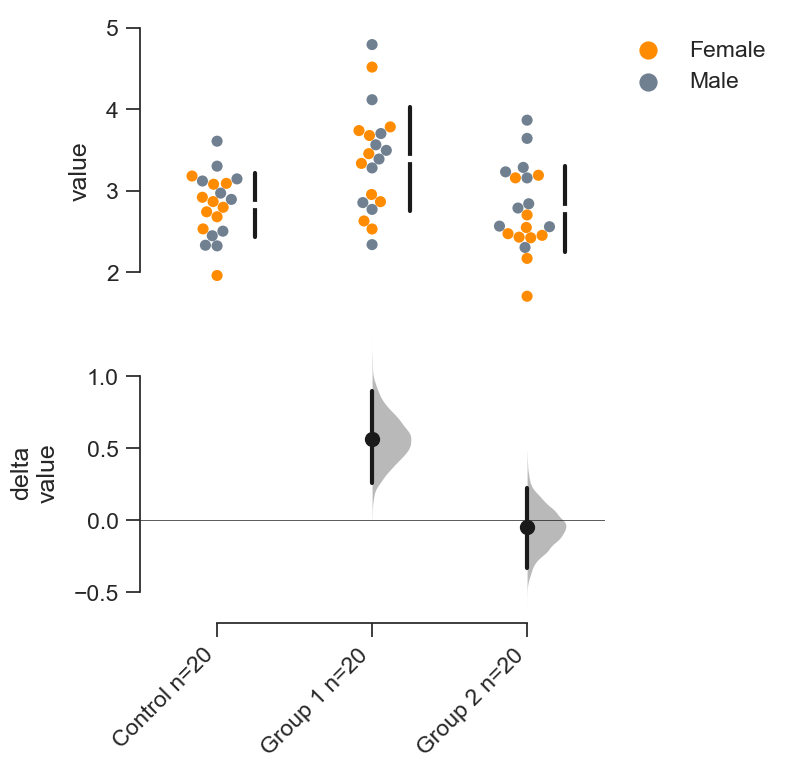 5
4
3
2
value
Female
Male
1.0
0.5
0.0
−0.5
delta
value
Control n=20
Group 1 n=20
Group 2 n=20